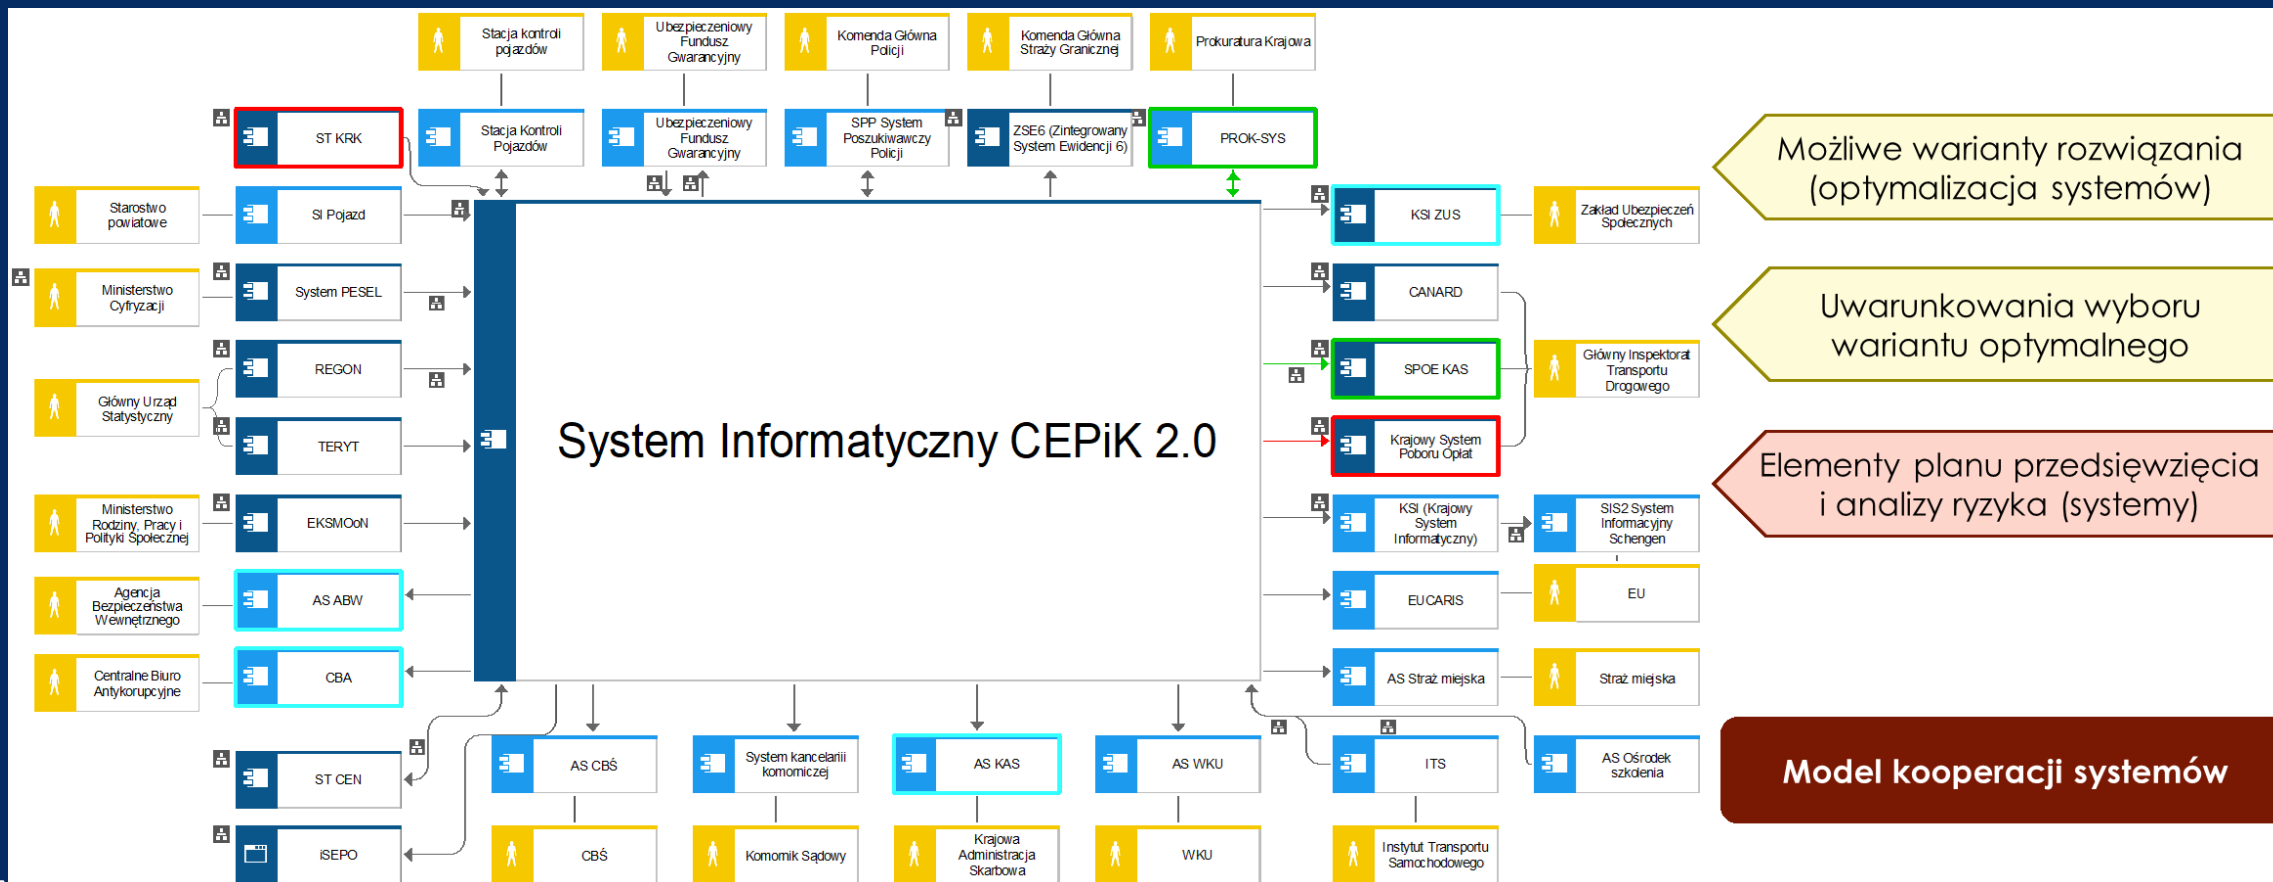 Stacja kontroli
pojazdów
Ubezpieczeniowy
Fundusz
Gwarancyjny
Komenda Główna
Policji
Komenda Główna
Straży Granicznej
Prokuratura Krajowa
ST KRK
Stacja Kontroli
Pojazdów
Ubezpieczeniowy
Fundusz
Gwarancyjny
SPP System
Poszukiwawczy
Policji
ZSE6 (Zintegrowany
System Ewidencji 6)
PROK-SYS
Możliwe warianty rozwiązania
(optymalizacja systemów)
Starostwo
powiatowe
SI Pojazd
KSI ZUS
Zakład Ubezpieczeń
Społecznych
Ministerstwo
Cyfryzacji
System PESEL
CANARD
Uwarunkowania wyboru
wariantu optymalnego
Główny Urząd
Statystyczny
REGON
TERYT
SPOE KAS
Główny Inspektorat
Transportu
Drogowego
System Informatyczny CEPiK 2.0
Krajowy System
Poboru Opłat
Elementy planu przedsięwzięcia
i analizy ryzyka (systemy)
Ministerstwo
Rodziny, Pracy i
Polityki Społecznej
EKSMOoN
KSI (Krajowy
System
Informatyczny)
SIS2 System
Informacyjny
Schengen
Agencja
Bezpieczeństwa
Wewnętrznego
AS ABW
EUCARIS
EU
Centralne Biuro
Antykorupcyjne
CBA
AS Straż miejska
Straż miejska
ST CEN
AS CBŚ
System kancelarii
komorniczej
AS KAS
AS WKU
ITS
AS Ośrodek
szkolenia
Model kooperacji systemów
iSEPO
CBŚ
Komornik Sądowy
Krajowa
Administracja
Skarbowa
WKU
Instytut Transportu
Samochodowego